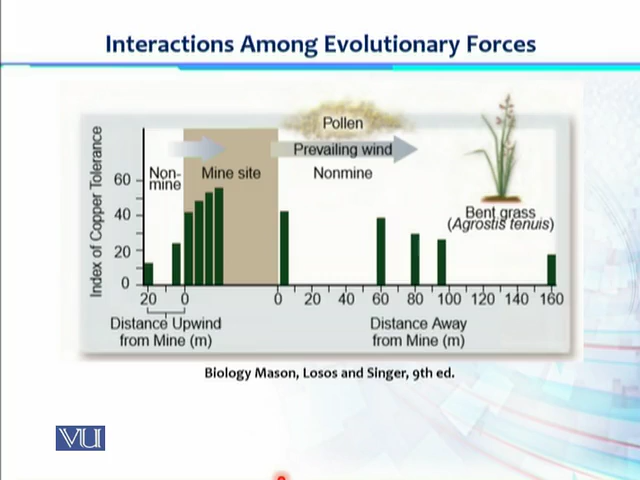 Interactions Among Evolutionary Forces
Pollen
Prevailing wind
Non-
mine
Mine site
Nonmine
Index of Copper Tolerance
60
40
20
0
Bent grass
(Agrostis tenuis)
20 0 0 20 40 60 80 100 120 140 160
Distance Upwind
from Mine (m)
Distance Away
from Mine (m)
Biology Mason, Losos and Singer, 9th ed.
VU